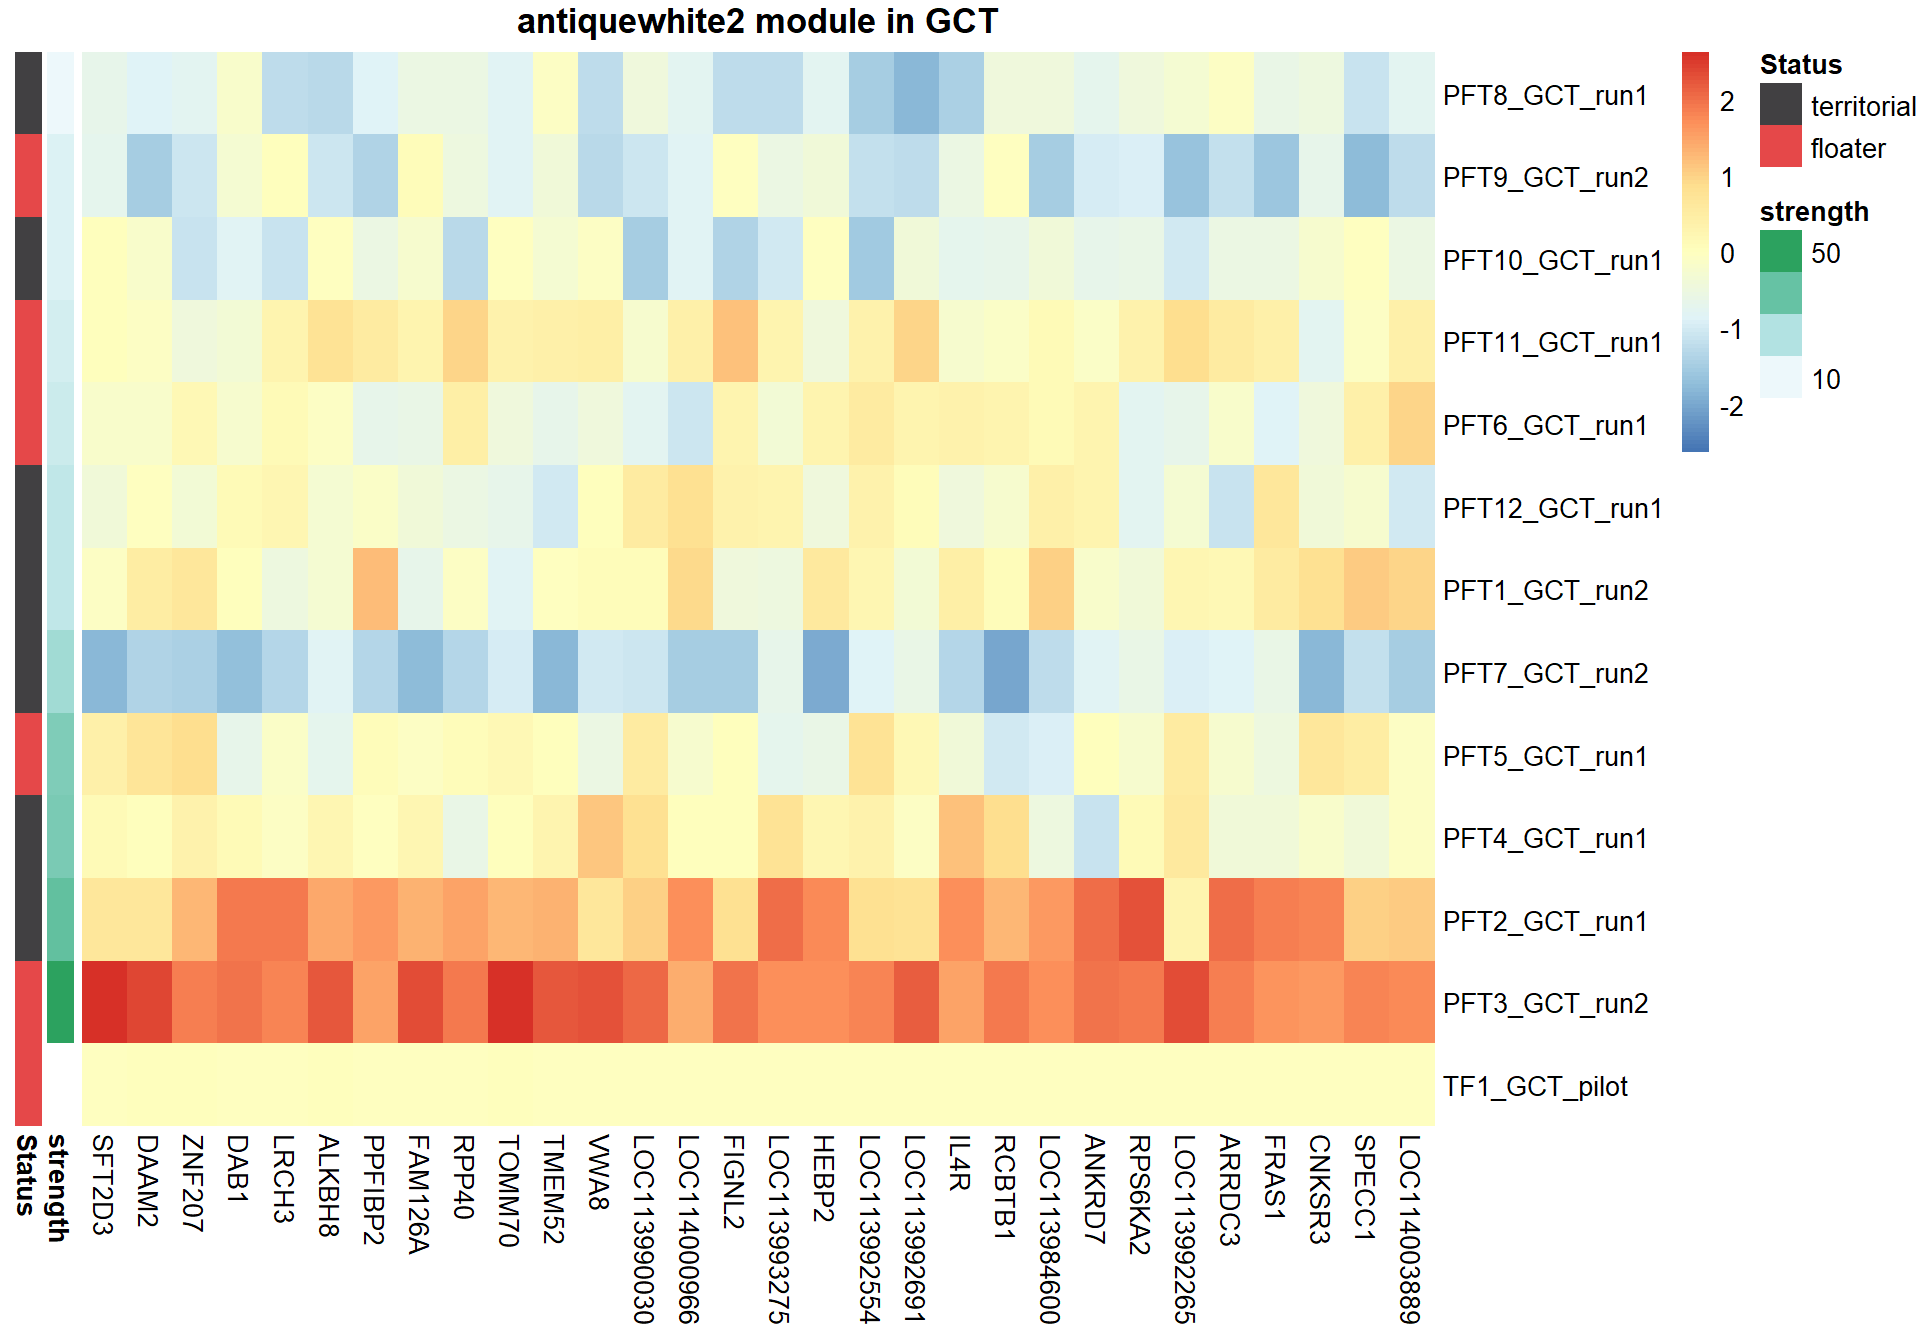 antiquewhite2 module in GCT
PFT8_GCT_run1
PFT9_GCT_run2
PFT10_GCT_run1
PFT11_GCT_run1
PFT6_GCT_run1
PFT12_GCT_run1
PFT1_GCT_run2
PFT7_GCT_run2
PFT5_GCT_run1
PFT4_GCT_run1
PFT2_GCT_run1
PFT3_GCT_run2
TF1_GCT_pilot
2
1
0
-1
-2
Status
territorial
floater
strength
50
10
Status
strength
SFT2D3
DAAM2
ZNF207
DAB1
LRCH3
ALKBH8
PPFIBP2
FAM126A
RPP40
TOMM70
TMEM52
VWA8
LOC113990030
LOC114000966
FIGNL2
LOC113993275
HEBP2
LOC113992554
LOC113992691
IL4R
RCBTB1
LOC113984600
ANKRD7
RPS6KA2
LOC113992265
ARRDC3
FRAS1
CNKSR3
SPECC1
LOC114003889